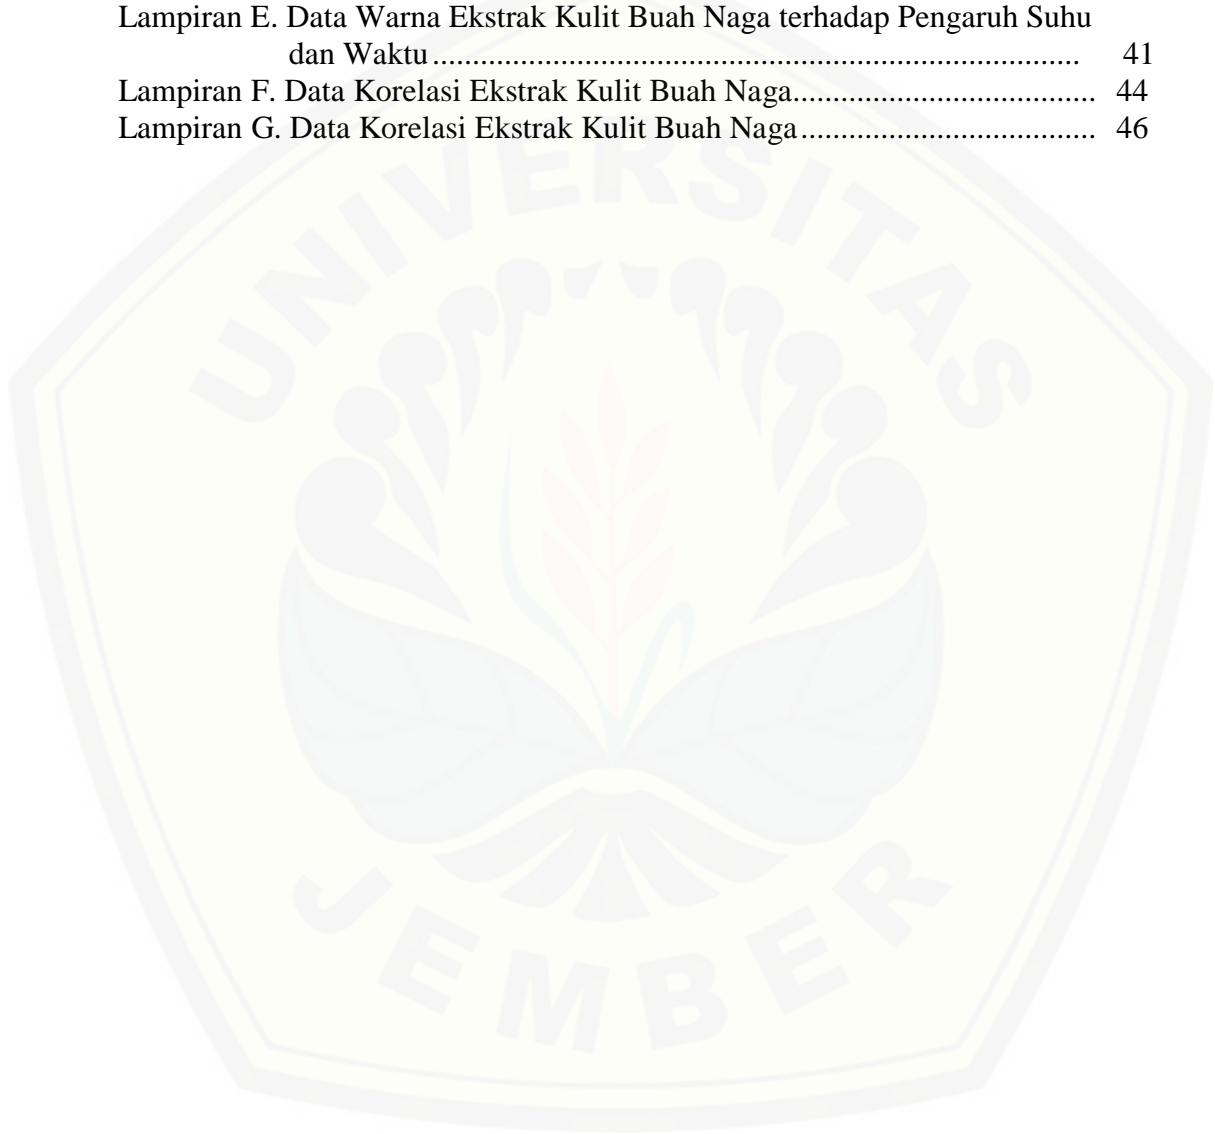 Lampiran E. Data Warna Ekstrak Kulit Buah Naga terhadap Pengaruh Suhu
dan Waktu................................................................................. 41
Lampiran F. Data Korelasi Ekstrak Kulit Buah Naga...................................... 44
Lampiran G. Data Korelasi Ekstrak Kulit Buah Naga..................................... 46
UNIVERSITAS
JEMBER